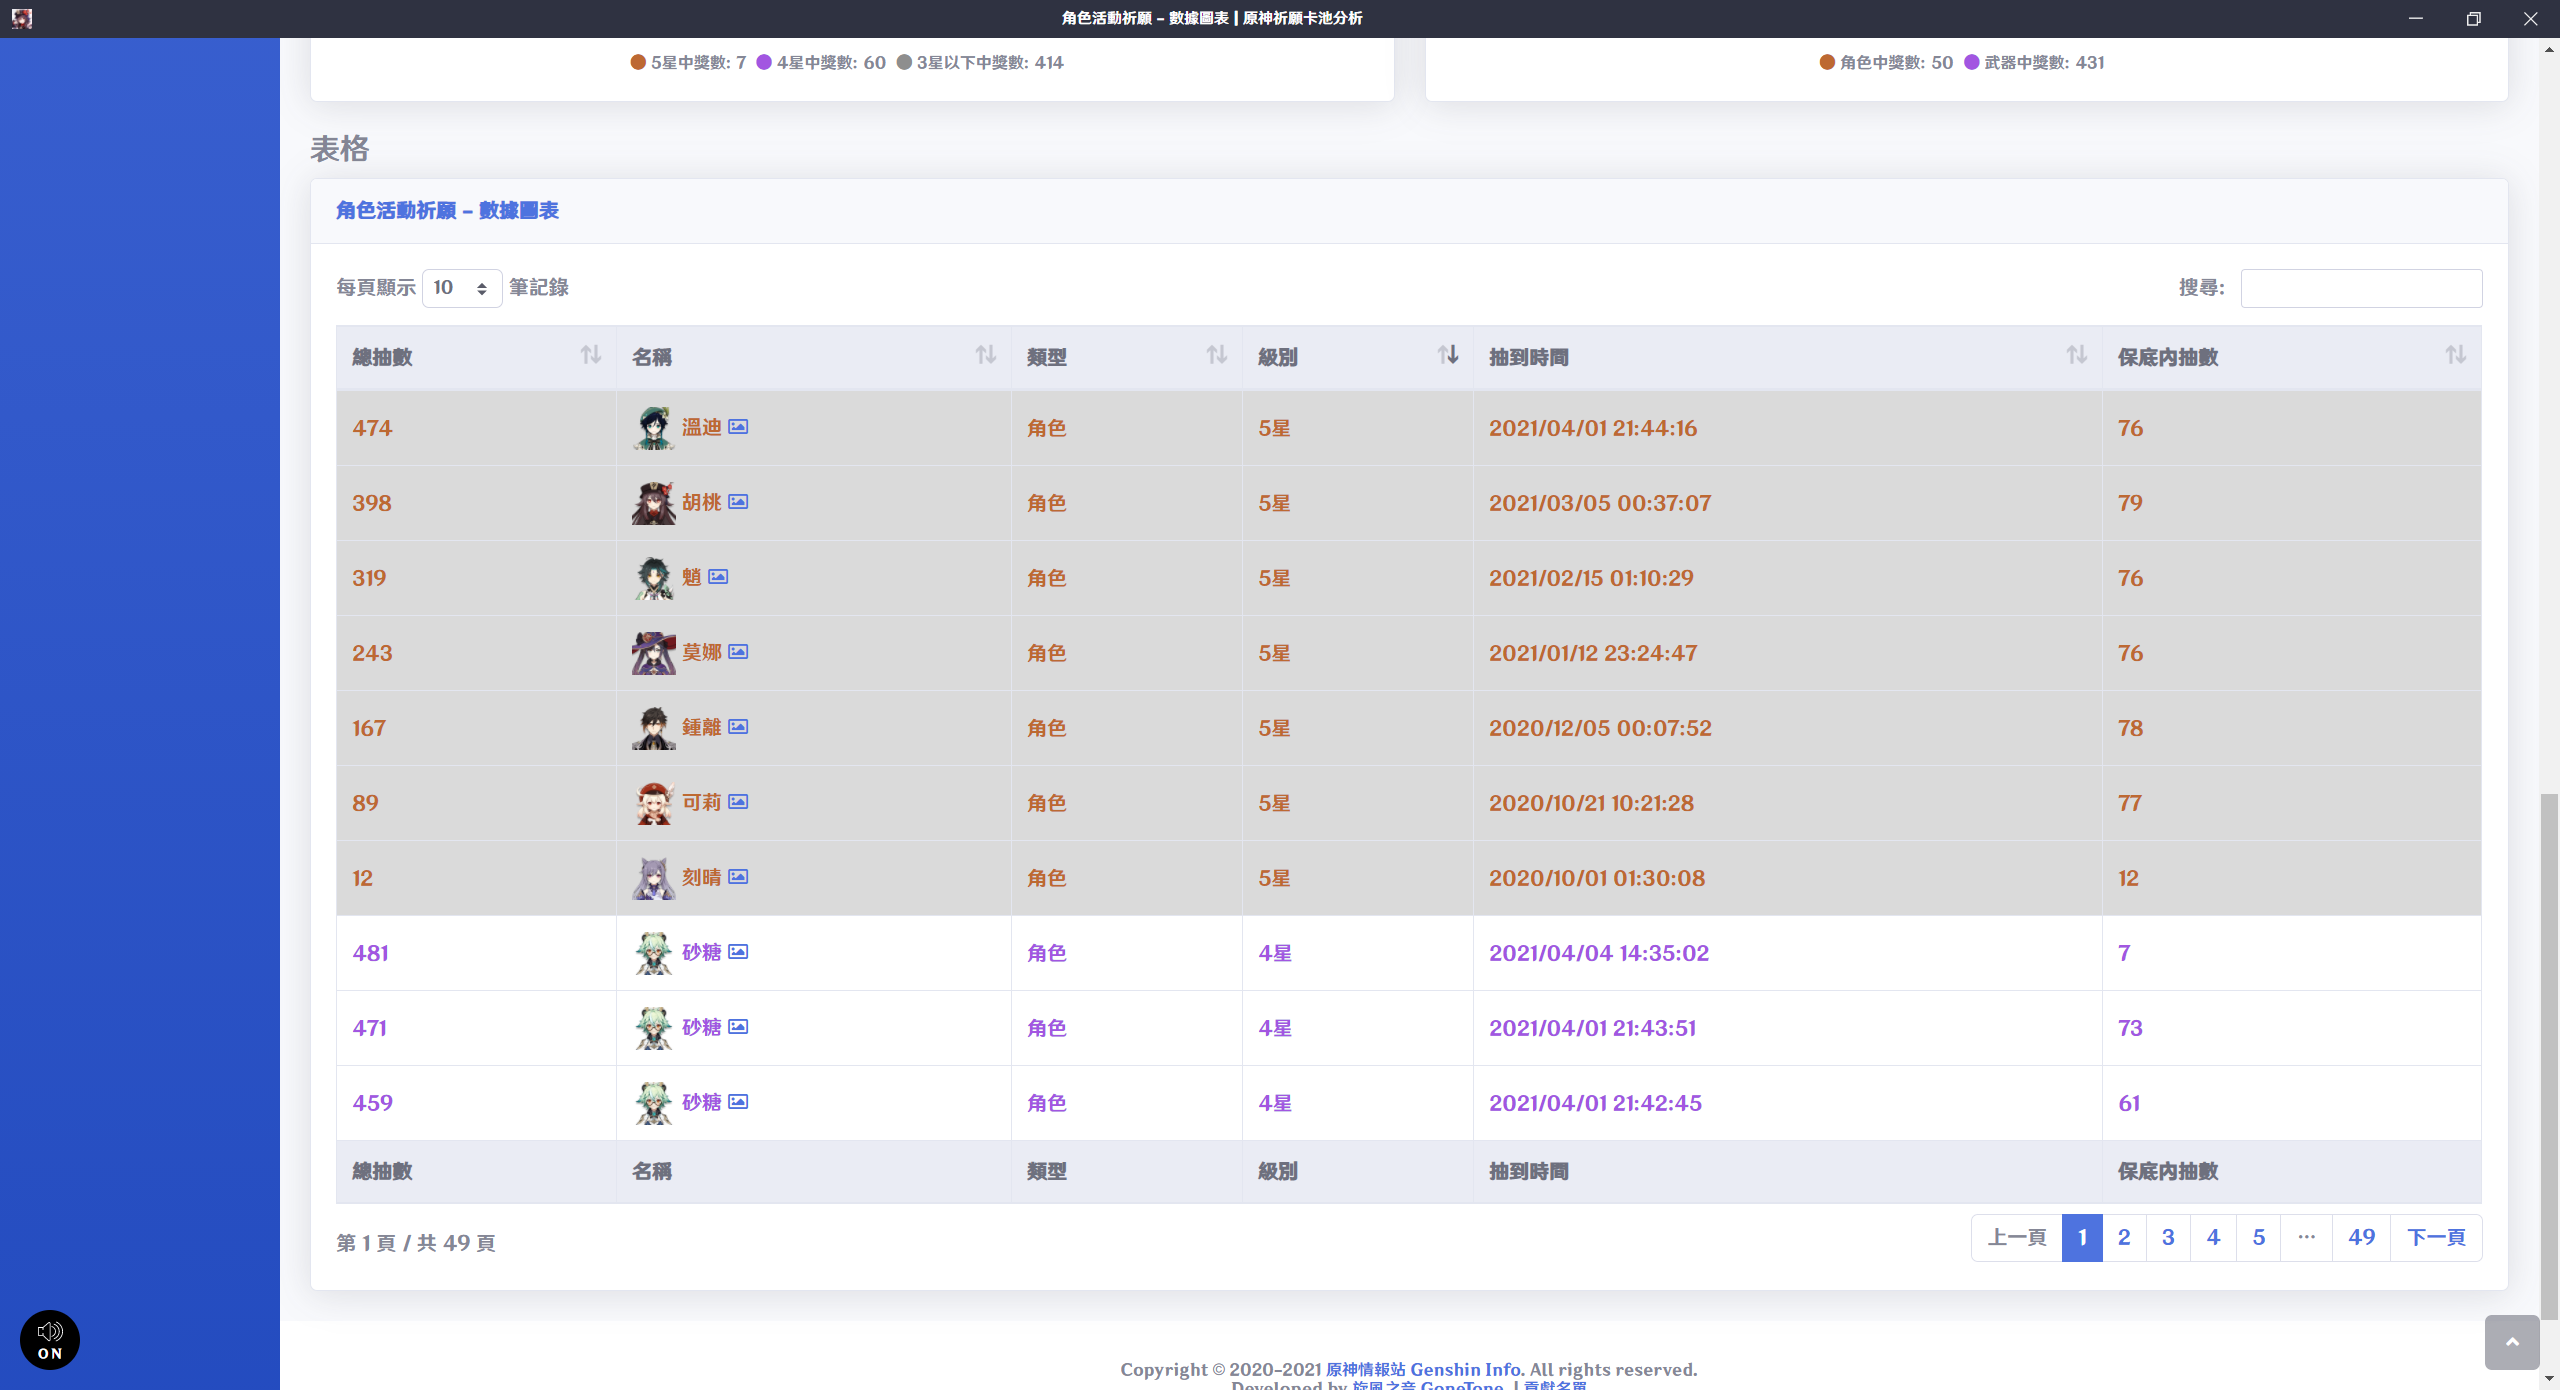 角色活動祈願 - 數據圖表 | 原神祈願卡池分析
5星中獎數: 7 4星中獎數: 60 3星以下中獎數: 414
角色中獎數: 50 武器中獎數: 431
表格
角色活動祈願 - 數據圖表
每頁顯示 10 筆記錄
搜尋:
總抽數 名稱 類型 級別 抽到時間 保底內抽數
474 溫迪 角色 5星 2021/04/01 21:44:16 76
398 胡桃 角色 5星 2021/03/05 00:37:07 79
319 魈 角色 5星 2021/02/15 01:10:29 76
243 莫娜 角色 5星 2021/01/12 23:24:47 76
167 鍾離 角色 5星 2020/12/05 00:07:52 78
89 可莉 角色 5星 2020/10/21 10:21:28 77
12 刻晴 角色 5星 2020/10/01 01:30:08 12
481 砂糖 角色 4星 2021/04/04 14:35:02 7
471 砂糖 角色 4星 2021/04/01 21:43:51 73
459 砂糖 角色 4星 2021/04/01 21:42:45 61
總抽數 名稱 類型 級別 抽到時間 保底內抽數
第 1 頁 / 共 49 頁
上一頁 1 2 3 4 5 … 49 下一頁
ON
Copyright © 2020-2021 原神情報站 Genshin Info. All rights reserved.
Developed by 旋風之音 GoneTone. | 貢獻名單